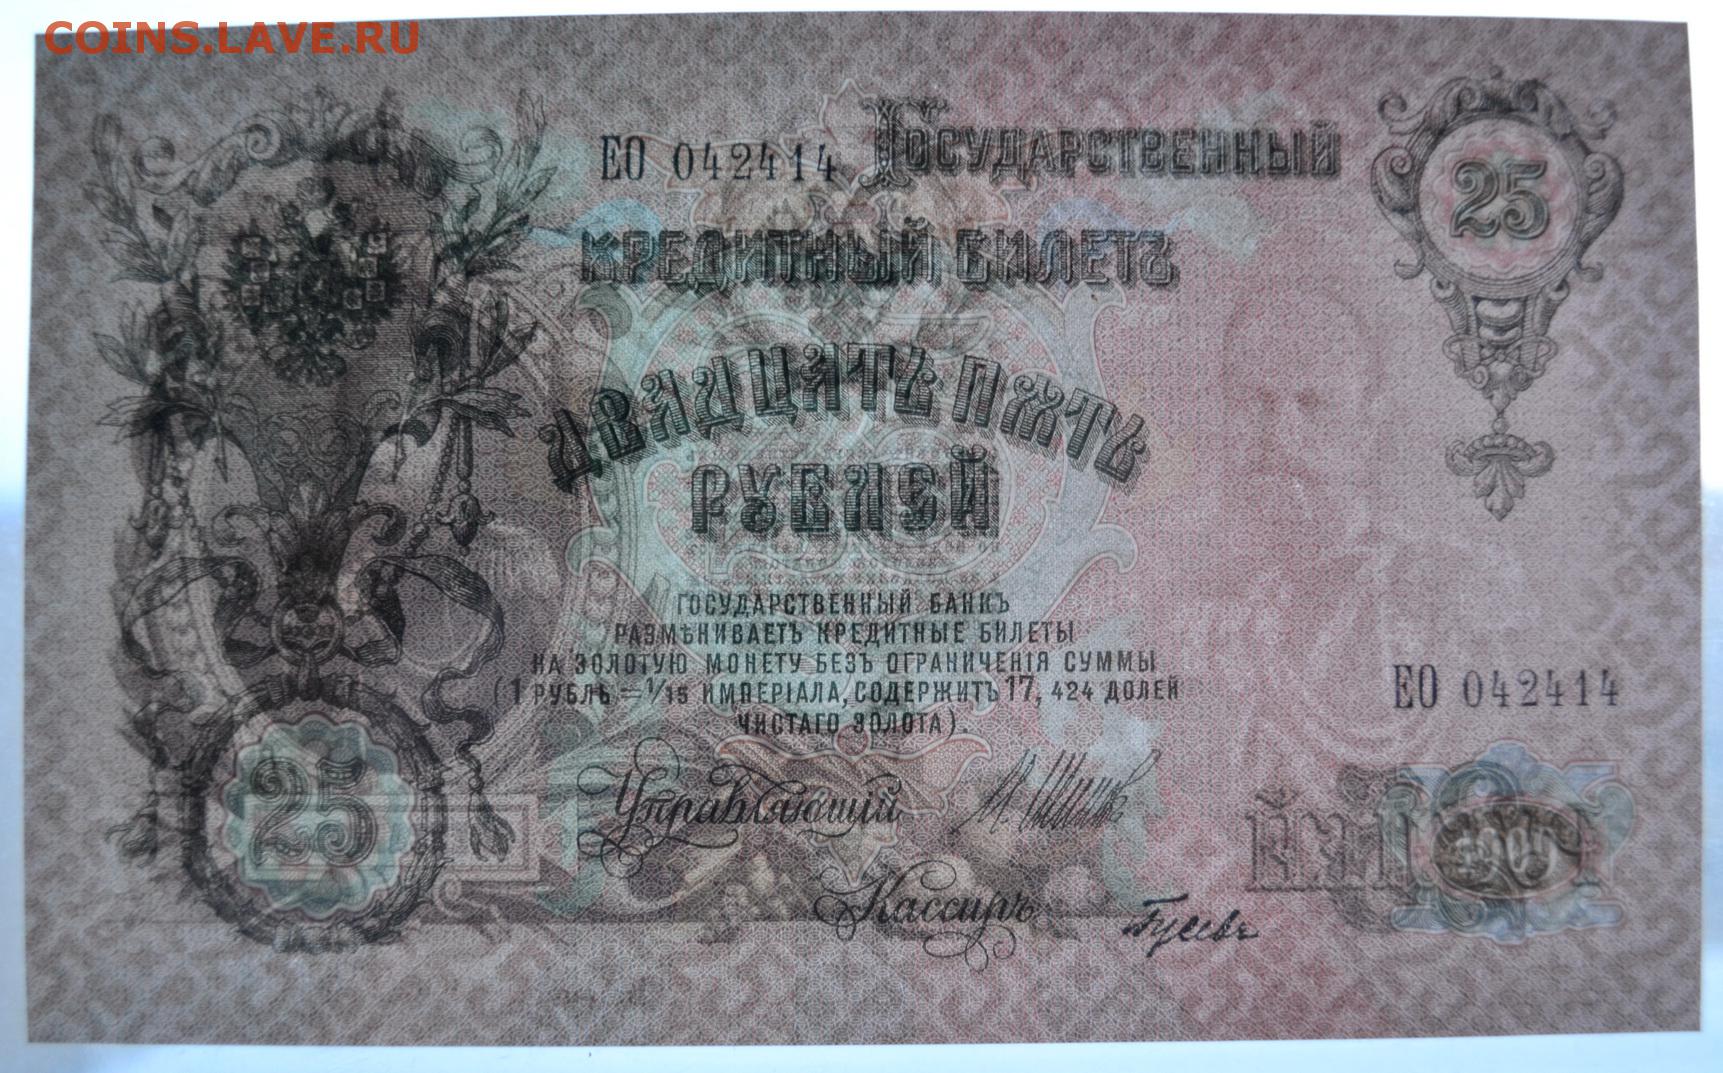 COINS.LAVE.RU
ЕО 042414 ГОСУДАРСТВЕННЫЙ
25
КРЕДИТНЫЙ БИЛЕТЪ
ДВАДЦАТЬ ПЯТЬ
РУБЛЕЙ
ГОСУДАРСТВЕННЫЙ БАНКЪ
РАЗМѢНИВАЕТЪ КРЕДИТНЫЕ БИЛЕТЫ
НА ЗОЛОТУЮ МОНЕТУ БЕЗЪ ОГРАНИЧЕНІЯ СУММЫ
(1 РУБЛЬ = 1/15 ИМПЕРІАЛА, СОДЕРЖИТЪ 17, 424 ДОЛЕЙ
ЧИСТАГО ЗОЛОТА).
ЕО 042414
25
Управляющій
Кассиръ
Гусевъ